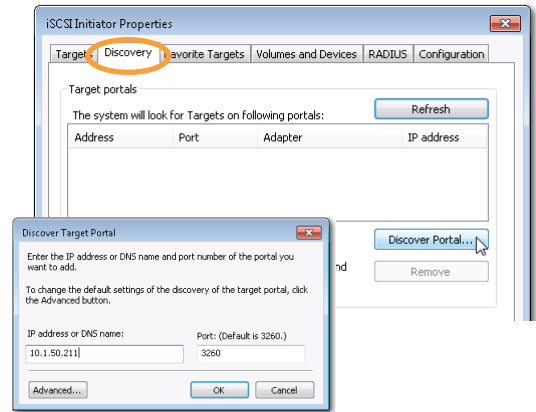 iSCSI Initiator Properties
Targets Discovery Favorite Targets Volumes and Devices RADIUS Configuration
Target portals
The system will look for Targets on following portals:
Refresh
Address Port Adapter IP address
Discover Portal...
nd
Remove
Discover Target Portal
Enter the IP address or DNS name and port number of the portal you
want to add.
To change the default settings of the discovery of the target portal, click
the Advanced button.
IP address or DNS name: Port: (Default is 3260.)
10.1.50.211 3260
Advanced... OK Cancel